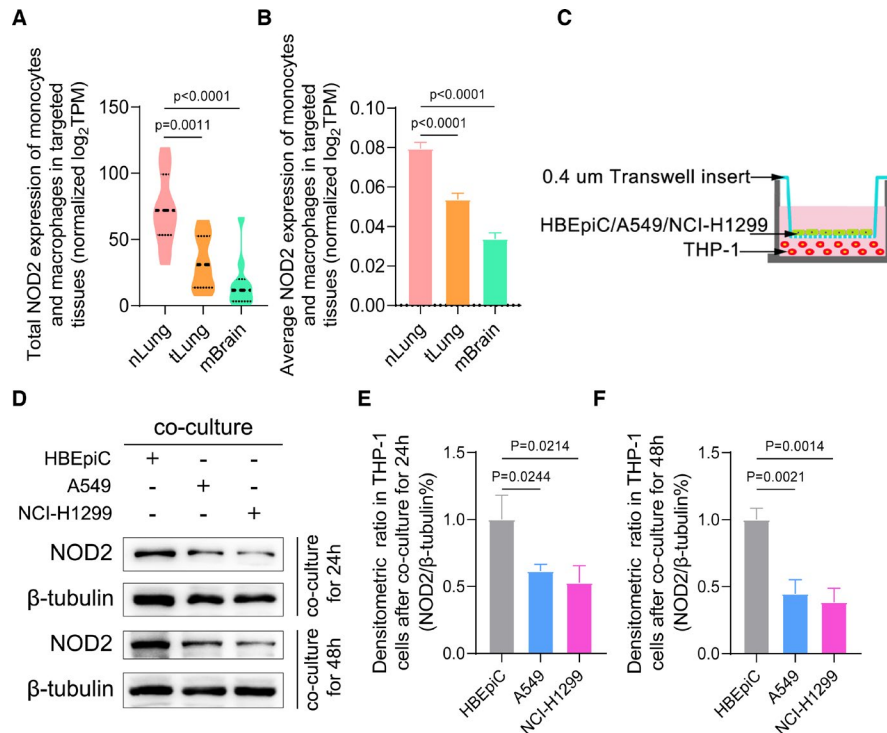 A
Total NOD2 expression of monocytes
and macrophages in targeted
tissues (normalized log2TPM)
150
100
50
0
p<0.0001
p=0.0011
nLung
tLung
mBrain
B
Average NOD2 expression of monocytes
and macrophages in targeted
tissues (normalized log2TPM)
0.10
0.08
0.06
0.04
0.02
0.00
p<0.0001
p<0.0001
nLung
tLung
mBrain
C
0.4 um Transwell insert
HBEpiC/A549/NCI-H1299
THP-1
D
co-culture
HBEpiC + - -
A549 - + -
NCI-H1299 - - +
NOD2
β-tubulin
co-culture
for 24h
NOD2
β-tubulin
co-culture
for 48h
E
Densitometric ratio in THP-1
cells after co-culture for 24h
(NOD2/β-tubulin%)
1.5
1.0
0.5
0.0
P=0.0214
P=0.0244
HBEpiC
A549
NCI-H1299
F
Densitometric ratio in THP-1
cells after co-culture for 48h
(NOD2/β-tubulin%)
1.5
1.0
0.5
0.0
P=0.0014
P=0.0021
HBEpiC
A549
NCI-H1299